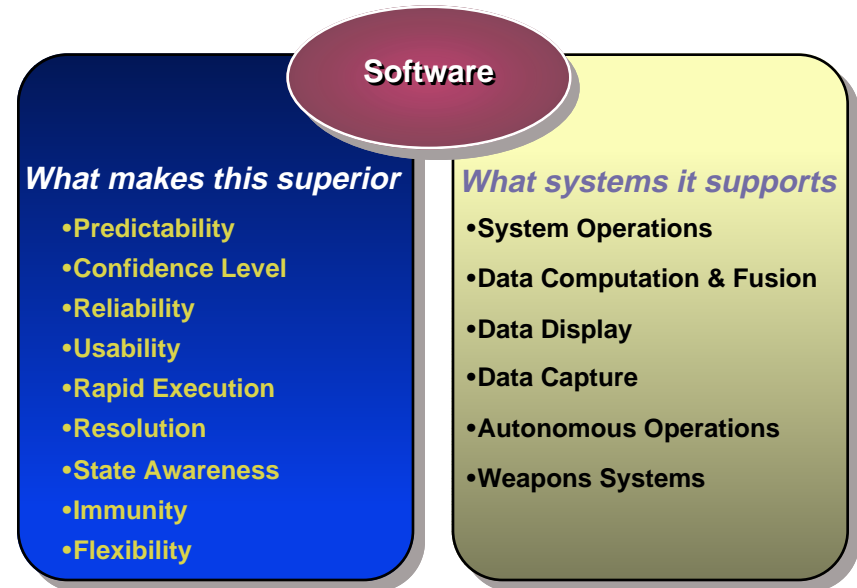 Software
What makes this superior
•Predictability
•Confidence Level
•Reliability
•Usability
•Rapid Execution
•Resolution
•State Awareness
•Immunity
•Flexibility
What systems it supports
•System Operations
•Data Computation & Fusion
•Data Display
•Data Capture
•Autonomous Operations
•Weapons Systems